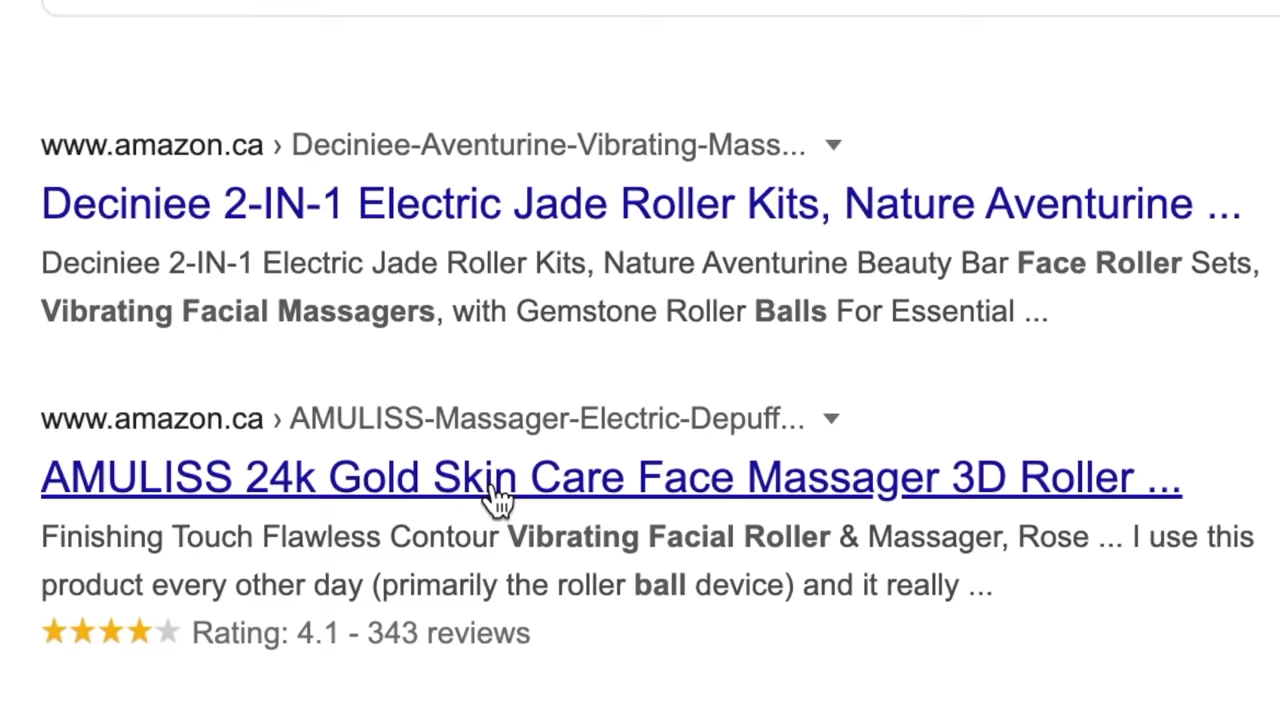 www.amazon.ca › Deciniee-Aventurine-Vibrating-Mass...
Deciniee 2-IN-1 Electric Jade Roller Kits, Nature Aventurine ...
Deciniee 2-IN-1 Electric Jade Roller Kits, Nature Aventurine Beauty Bar Face Roller Sets,
Vibrating Facial Massagers, with Gemstone Roller Balls For Essential ...
www.amazon.ca › AMULISS-Massager-Electric-Depuff...
AMULISS 24k Gold Skin Care Face Massager 3D Roller ...
Finishing Touch Flawless Contour Vibrating Facial Roller & Massager, Rose ... I use this
product every other day (primarily the roller ball device) and it really ...
Rating: 4.1 - 343 reviews